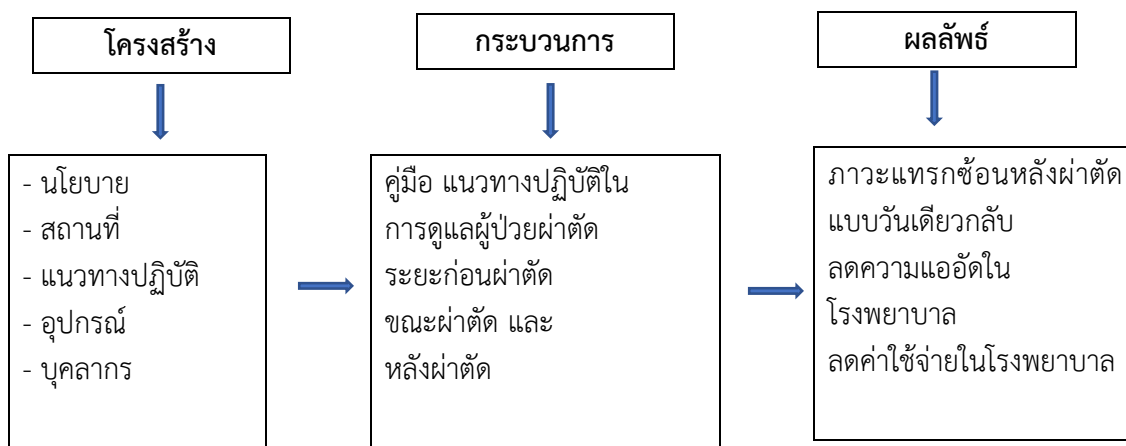 โครงสร้าง
กระบวนการ
ผลลัพธ์
- นโยบาย
- สถานที่
- แนวทางปฏิบัติ
- อุปกรณ์
- บุคลากร
คู่มือ แนวทางปฏิบัติใน
การดูแลผู้ป่วยผ่าตัด
ระยะก่อนผ่าตัด
ขณะผ่าตัด และ
หลังผ่าตัด
ภาวะแทรกซ้อนหลังผ่าตัด
แบบวันเดียวกลับ
ลดความแออัดใน
โรงพยาบาล
ลดค่าใช้จ่ายในโรงพยาบาล